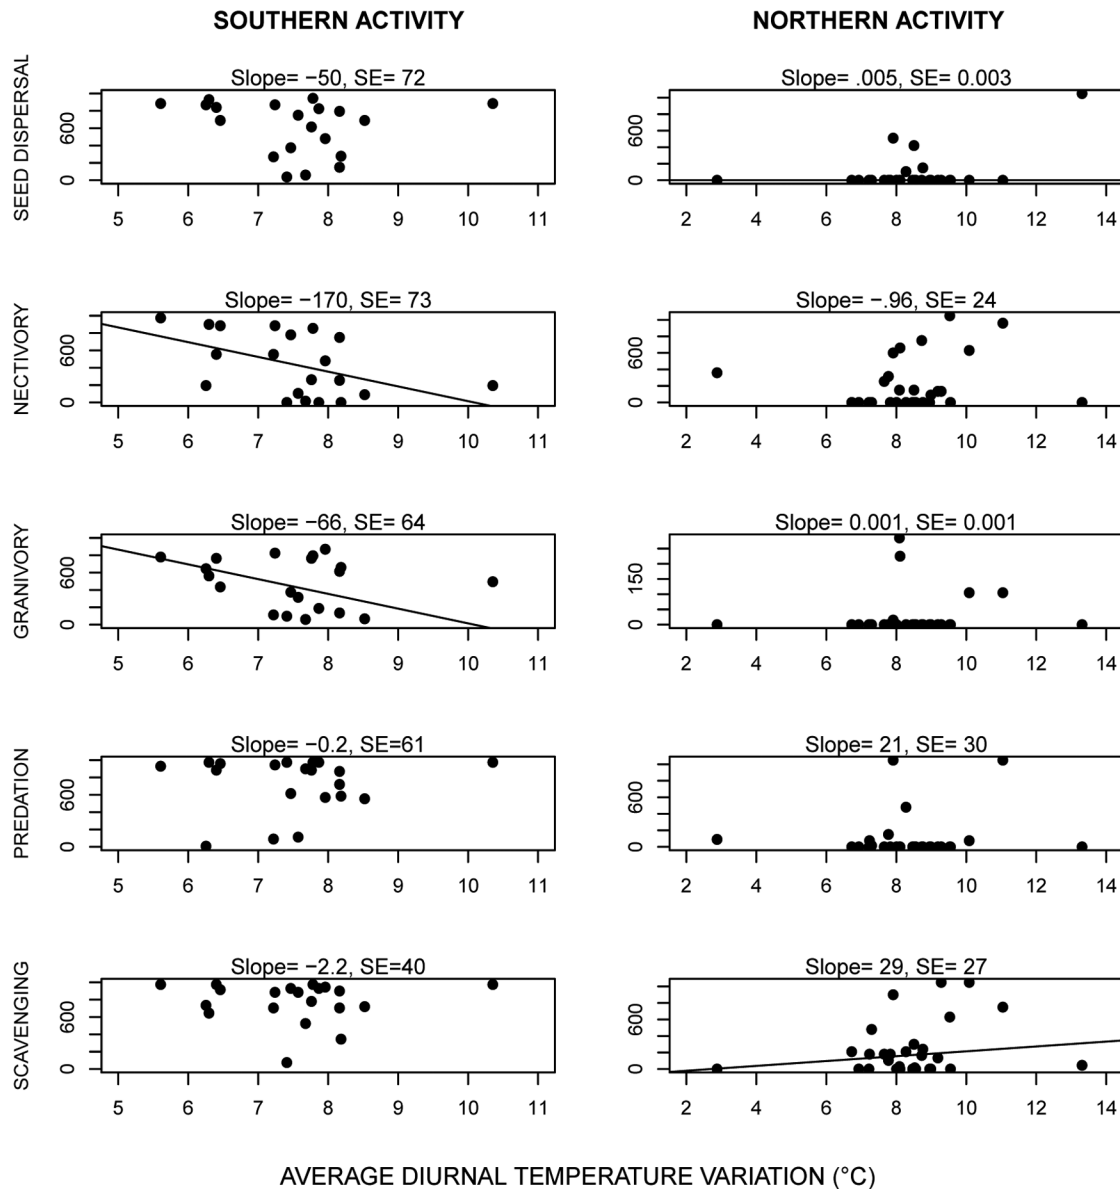 SOUTHERN ACTIVITY NORTHERN ACTIVITY
SEED DISPERSAL
Slope= −50, SE= 72
600
0
5 6 7 8 9 10 11
Slope= .005, SE= 0.003
600
0
2 4 6 8 10 12 14
NECTIVORY
Slope= −170, SE= 73
600
0
5 6 7 8 9 10 11
Slope= −.96, SE= 24
600
0
2 4 6 8 10 12 14
GRANIVORY
Slope= −66, SE= 64
600
0
5 6 7 8 9 10 11
Slope= 0.001, SE= 0.001
150
0
2 4 6 8 10 12 14
PREDATION
Slope= −0.2, SE=61
600
0
5 6 7 8 9 10 11
Slope= 21, SE= 30
600
0
2 4 6 8 10 12 14
SCAVENGING
Slope= −2.2, SE=40
600
0
5 6 7 8 9 10 11
Slope= 29, SE= 27
600
0
2 4 6 8 10 12 14
AVERAGE DIURNAL TEMPERATURE VARIATION (°C)